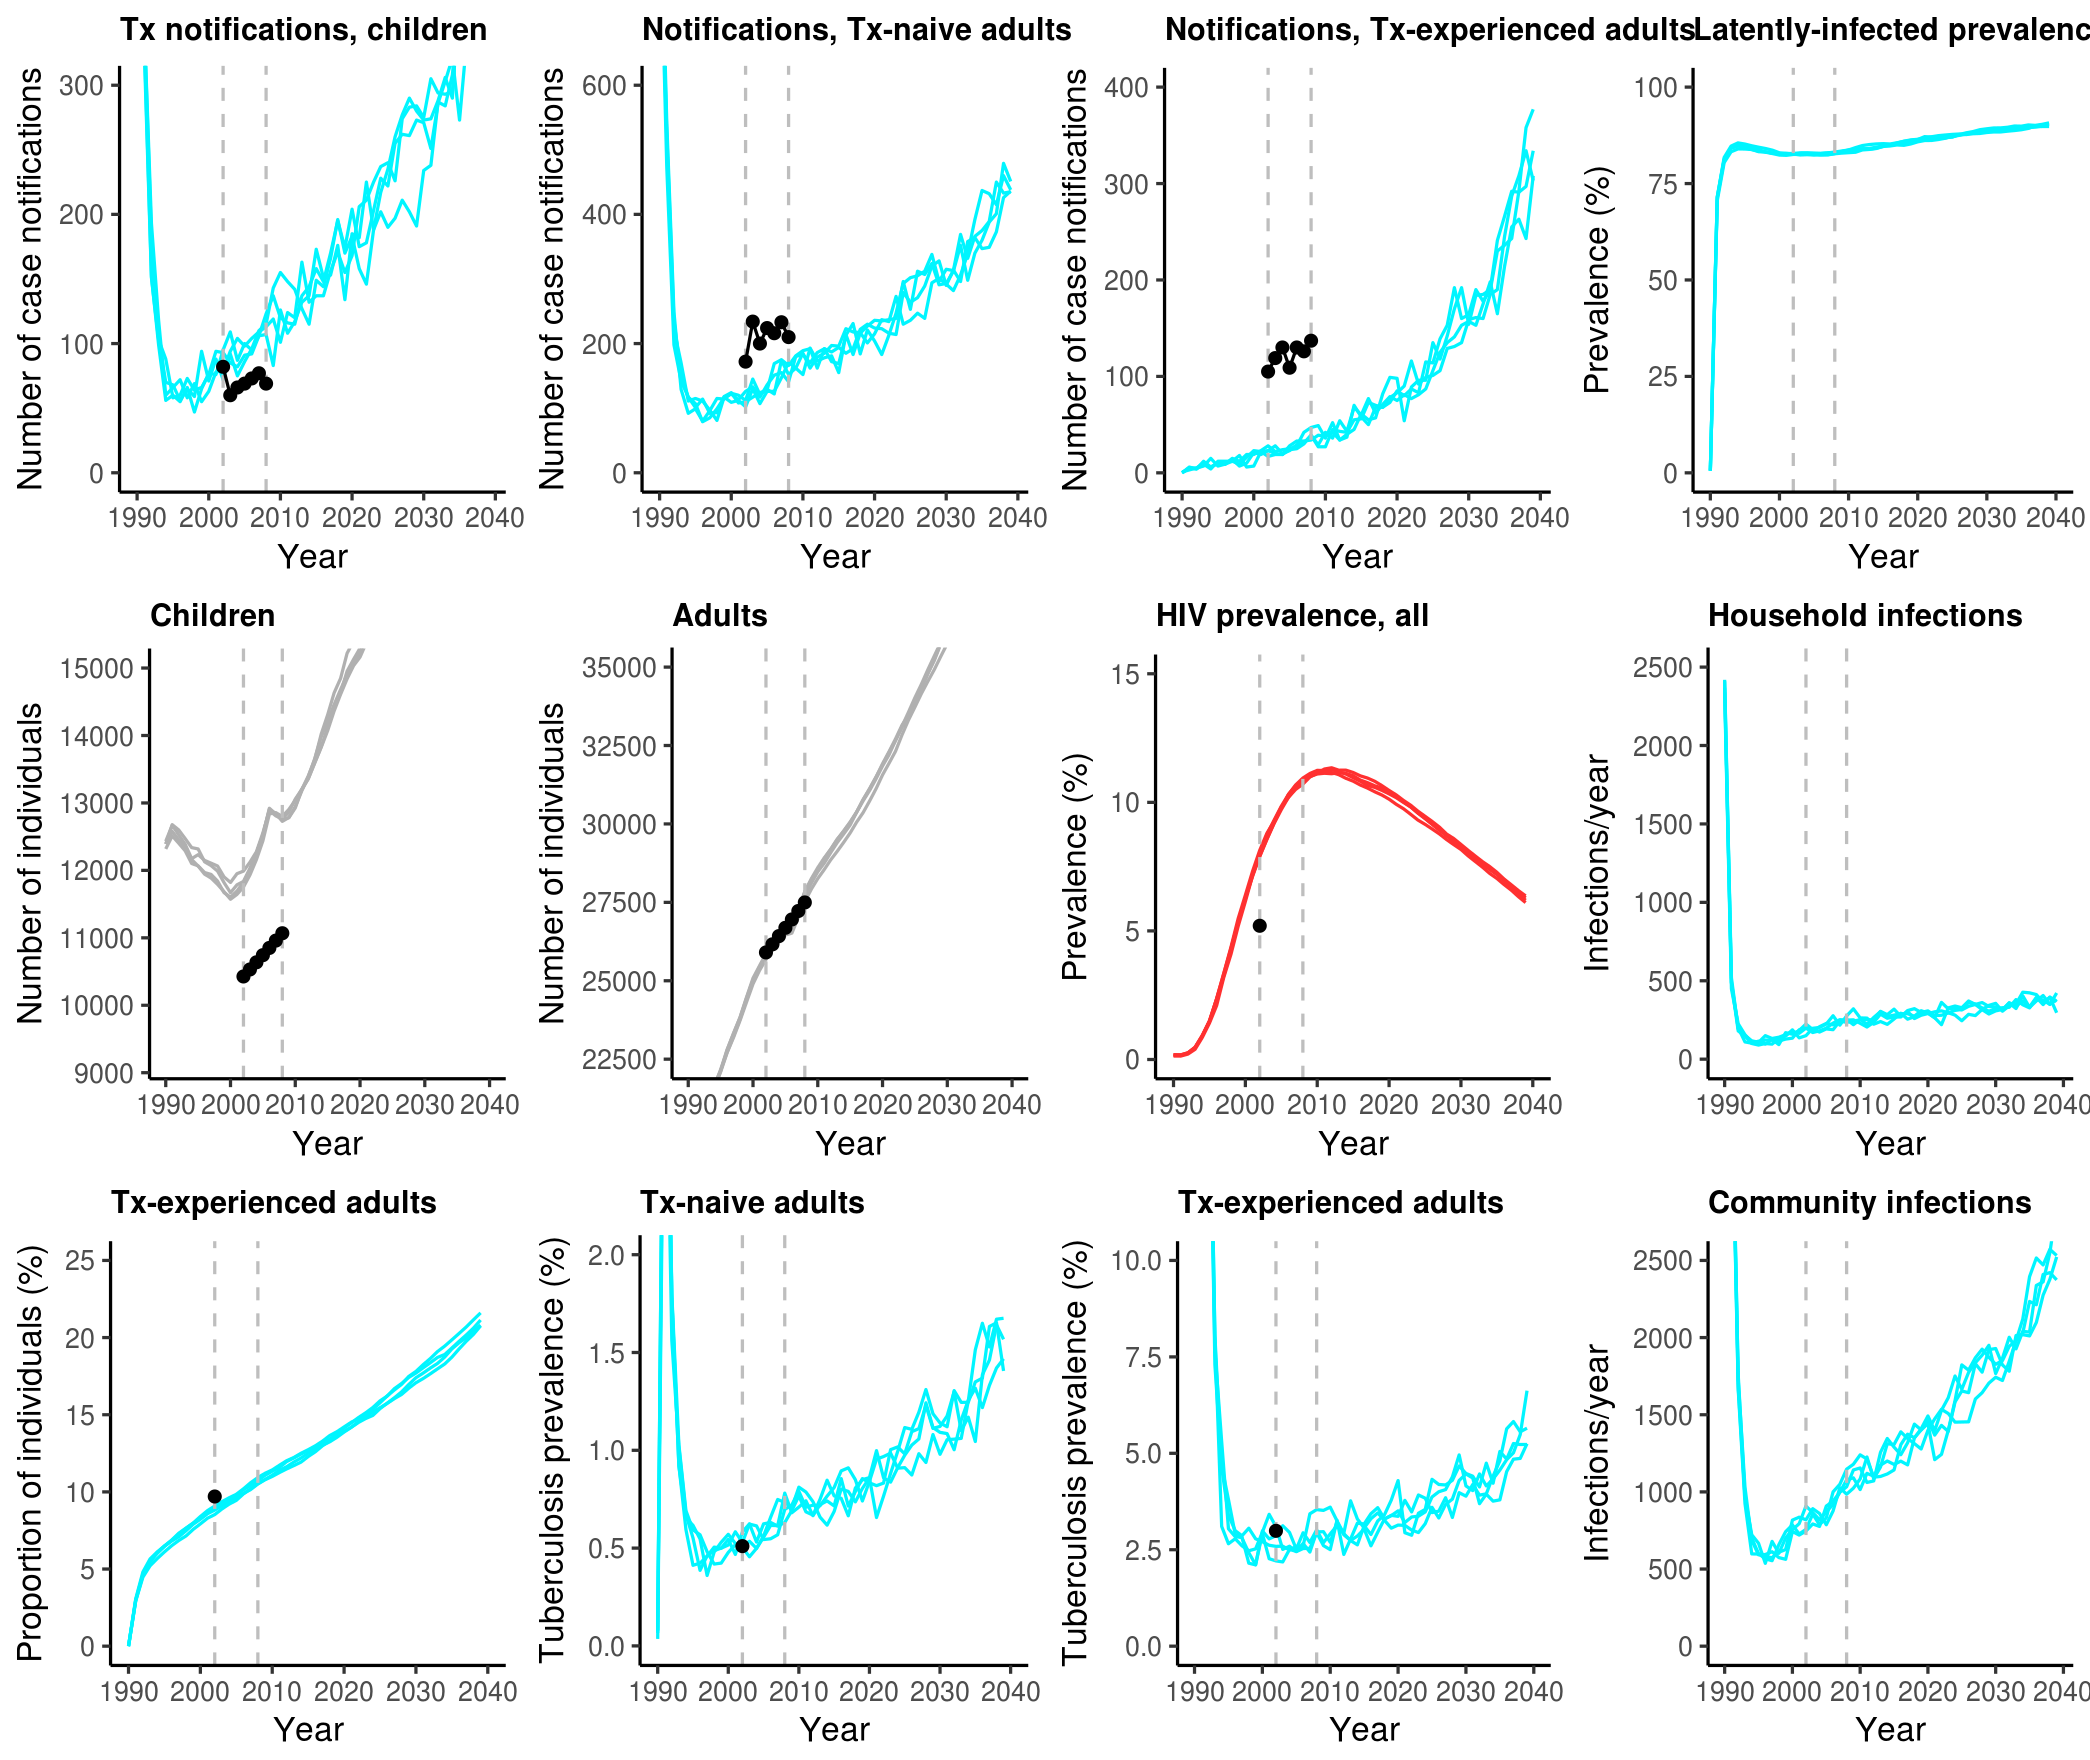 Tx notifications, children
Number of case notifications
300
200
100
0
1990 2000 2010 2020 2030 2040
Year
Notifications, Tx-naive adults
Number of case notifications
600
400
200
0
1990 2000 2010 2020 2030 2040
Year
Notifications, Tx-experienced adults
Number of case notifications
400
300
200
100
0
1990 2000 2010 2020 2030 2040
Year
Latently-infected prevalenc
Prevalence (%)
100
75
50
25
0
1990 2000 2010 2020 2030 2040
Year
Children
Number of individuals
15000
14000
13000
12000
11000
10000
9000
1990 2000 2010 2020 2030 2040
Year
Adults
Number of individuals
35000
32500
30000
27500
25000
22500
1990 2000 2010 2020 2030 2040
Year
HIV prevalence, all
Prevalence (%)
15
10
5
0
1990 2000 2010 2020 2030 2040
Year
Household infections
Infections/year
2500
2000
1500
1000
500
0
1990 2000 2010 2020 2030 2040
Year
Tx-experienced adults
Proportion of individuals (%)
25
20
15
10
5
0
1990 2000 2010 2020 2030 2040
Year
Tx-naive adults
Tuberculosis prevalence (%)
2.0
1.5
1.0
0.5
0.0
1990 2000 2010 2020 2030 2040
Year
Tx-experienced adults
Tuberculosis prevalence (%)
10.0
7.5
5.0
2.5
0.0
1990 2000 2010 2020 2030 2040
Year
Community infections
Infections/year
2500
2000
1500
1000
500
0
1990 2000 2010 2020 2030 2040
Year